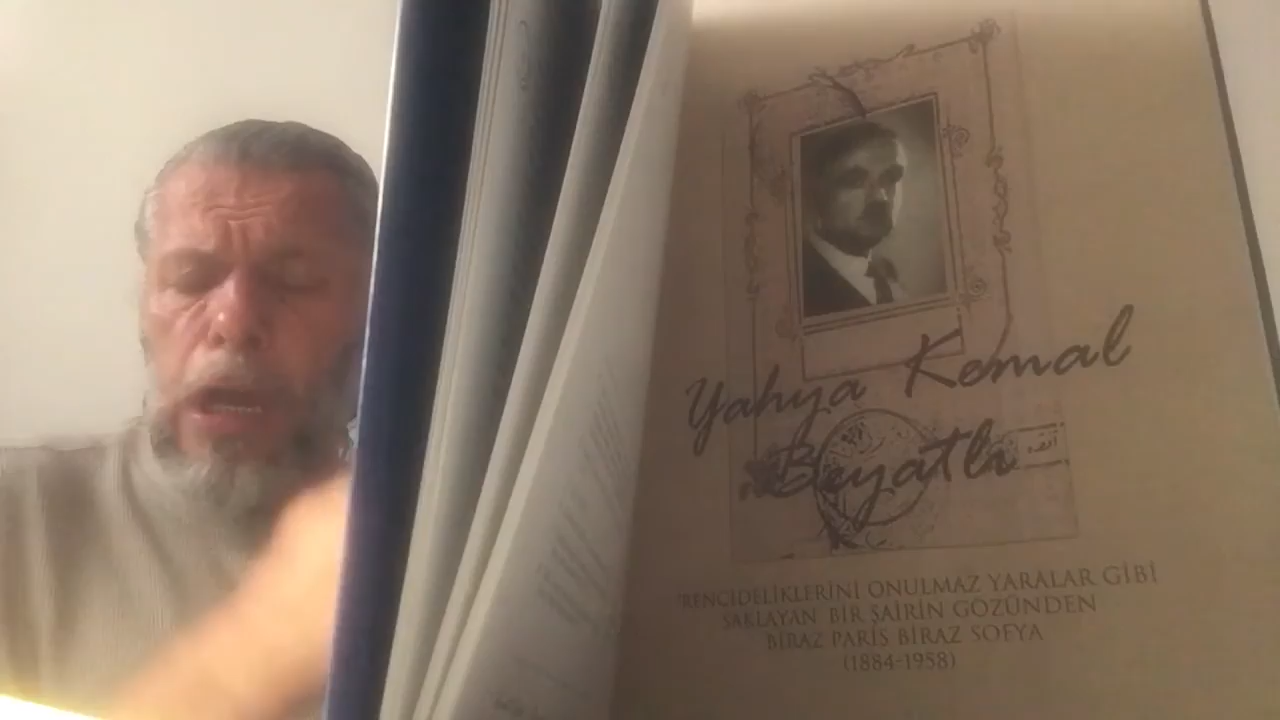 Yahya Kemal
Beyatlı
"RENCİDELİKLERİNİ ONULMAZ YARALAR GİBİ
SAKLAYAN BİR ŞAİRİN GÖZÜNDEN
BİRAZ PARİS BİRAZ SOFYA
(1884-1958)